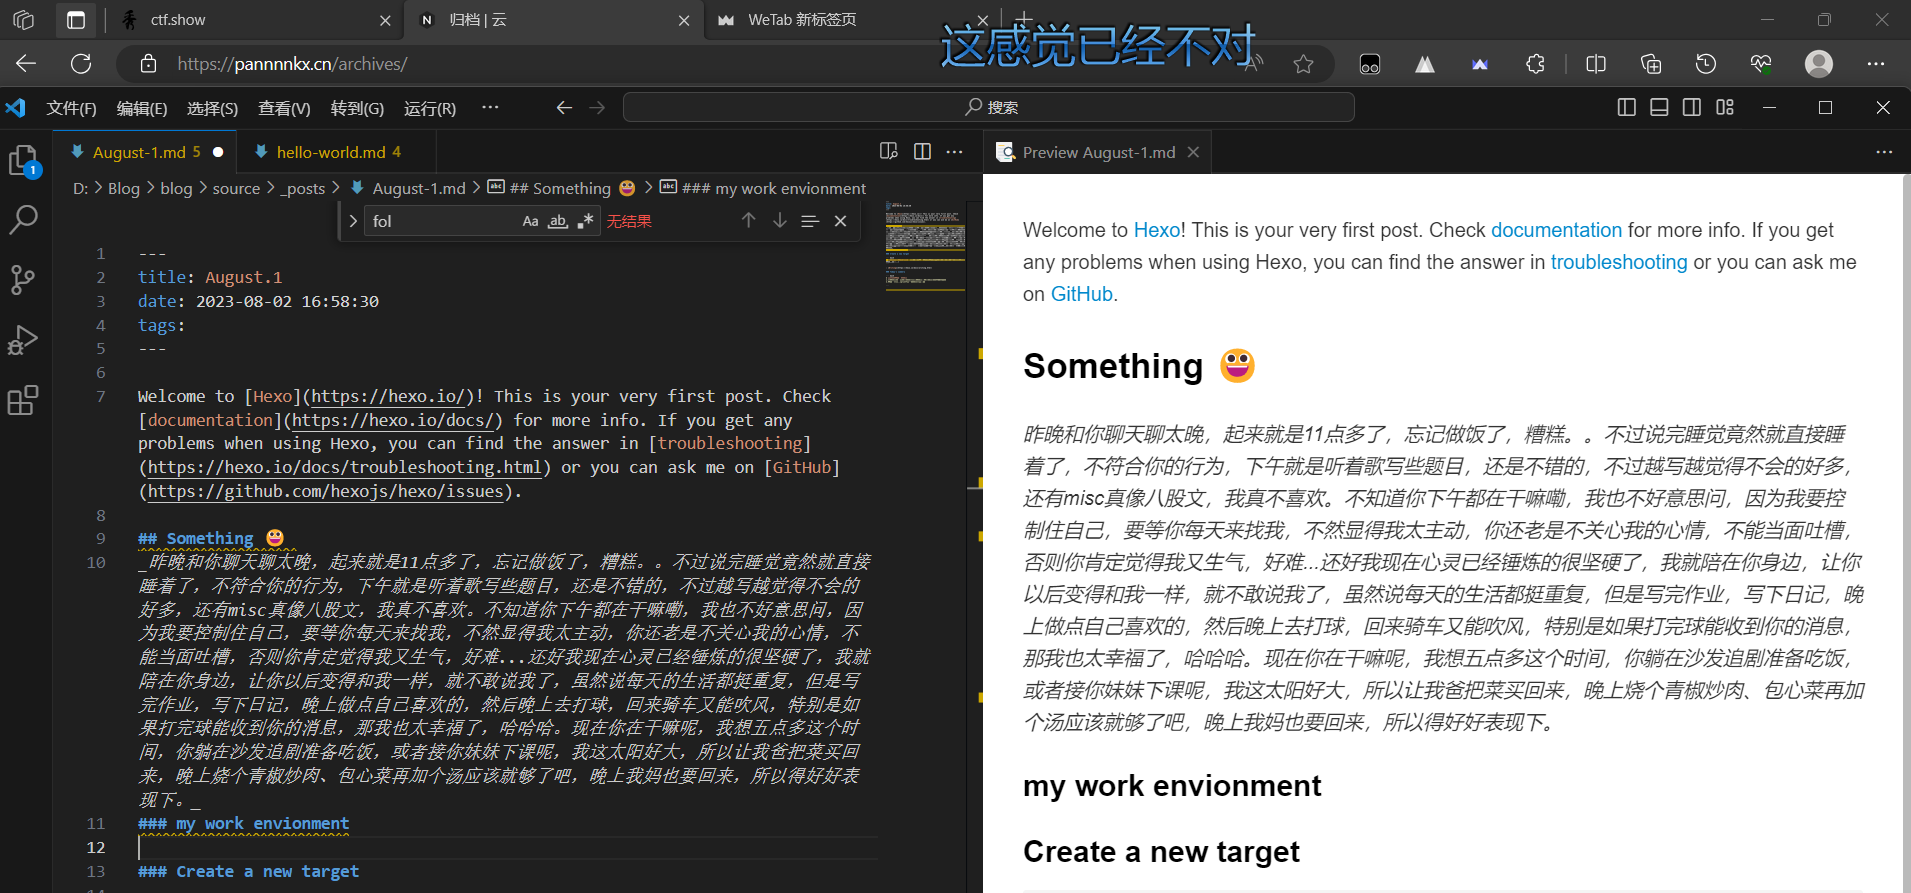 ctf.show
归档 | 云
WeTab 新标签页
这感觉已经不对
https://pannnnkx.cn/archives/
文件(F) 编辑(E) 选择(S) 查看(V) 转到(G) 运行(R) ···
搜索
August-1.md 5
hello-world.md 4
Preview August-1.md
D: > Blog > blog > source > _posts > August-1.md > ## Something 😀 > ### my work envionment
fol
Aa ab .*
无结果
1 ---
2 title: August.1
3 date: 2023-08-02 16:58:30
4 tags:
5 ---
6
7 Welcome to [Hexo](https://hexo.io/)! This is your very first post. Check
[documentation](https://hexo.io/docs/) for more info. If you get any
problems when using Hexo, you can find the answer in [troubleshooting]
(https://hexo.io/docs/troubleshooting.html) or you can ask me on [GitHub]
(https://github.com/hexojs/hexo/issues).
8
9 ## Something 😀
10 _昨晚和你聊天聊太晚，起来就是11点多了，忘记做饭了，糟糕。。不过说完睡觉竟然就直接
睡着了，不符合你的行为，下午就是听着歌写些题目，还是不错的，不过越写越觉得不会的
好多，还有misc真像八股文，我真不喜欢。不知道你下午都在干嘛嘞，我也不好意思问，因
为我要控制住自己，要等你每天来找我，不然显得我太主动，你还老是不关心我的心情，不
能当面吐槽，否则你肯定觉得我又生气，好难...还好我现在心灵已经锤炼的很坚硬了，我就
陪在你身边，让你以后变得和我一样，就不敢说我了，虽然说每天的生活都挺重复，但是写
完作业，写下日记，晚上做点自己喜欢的，然后晚上去打球，回来骑车又能吹风，特别是如
果打完球能收到你的消息，那我也太幸福了，哈哈哈。现在你在干嘛呢，我想五点多这个时
间，你躺在沙发追剧准备吃饭，或者接你妹妹下课呢，我这太阳好大，所以让我爸把菜买回
来，晚上烧个青椒炒肉、包心菜再加个汤应该就够了吧，晚上我妈也要回来，所以得好好表
现下。_
11 ### my work envionment
12
13 ### Create a new target
Welcome to Hexo! This is your very first post. Check documentation for more info. If you get
any problems when using Hexo, you can find the answer in troubleshooting or you can ask me
on GitHub.
Something 😀
昨晚和你聊天聊太晚，起来就是11点多了，忘记做饭了，糟糕。。不过说完睡觉竟然就直接睡
着了，不符合你的行为，下午就是听着歌写些题目，还是不错的，不过越写越觉得不会的好多，
还有misc真像八股文，我真不喜欢。不知道你下午都在干嘛嘞，我也不好意思问，因为我要控
制住自己，要等你每天来找我，不然显得我太主动，你还老是不关心我的心情，不能当面吐槽，
否则你肯定觉得我又生气，好难...还好我现在心灵已经锤炼的很坚硬了，我就陪在你身边，让你
以后变得和我一样，就不敢说我了，虽然说每天的生活都挺重复，但是写完作业，写下日记，晚
上做点自己喜欢的，然后晚上去打球，回来骑车又能吹风，特别是如果打完球能收到你的消息，
那我也太幸福了，哈哈哈。现在你在干嘛呢，我想五点多这个时间，你躺在沙发追剧准备吃饭，
或者接你妹妹下课呢，我这太阳好大，所以让我爸把菜买回来，晚上烧个青椒炒肉、包心菜再加
个汤应该就够了吧，晚上我妈也要回来，所以得好好表现下。
my work envionment
Create a new target